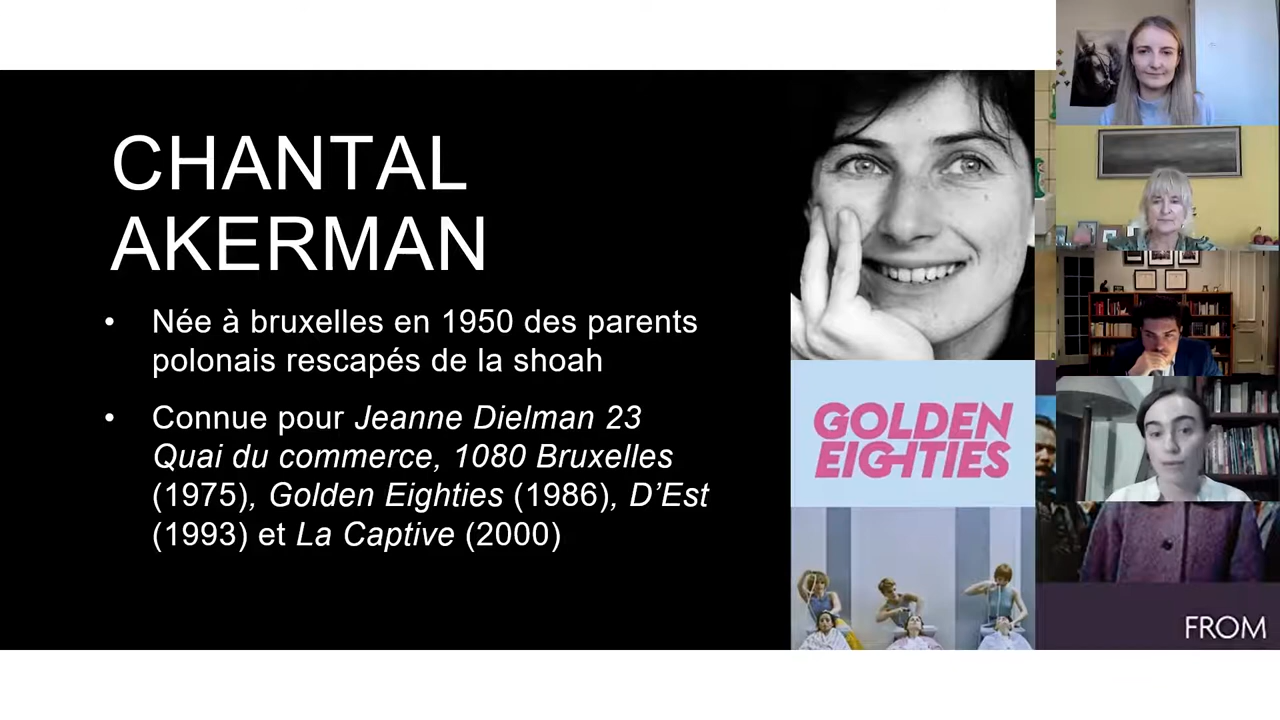 CHANTAL
AKERMAN
• Née à bruxelles en 1950 des parents
polonais rescapés de la shoah
• Connue pour Jeanne Dielman 23
Quai du commerce, 1080 Bruxelles
(1975), Golden Eighties (1986), D’Est
(1993) et La Captive (2000)
GOLDEN
EIGHTIES
FROM